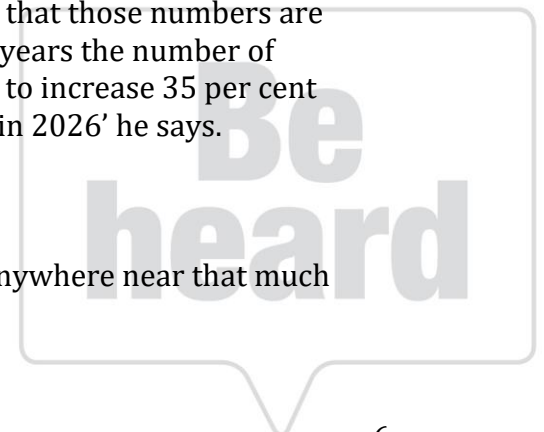 that those numbers are
years the number of
to increase 35 per cent
in 2026’ he says.
Be
heard
nywhere near that much